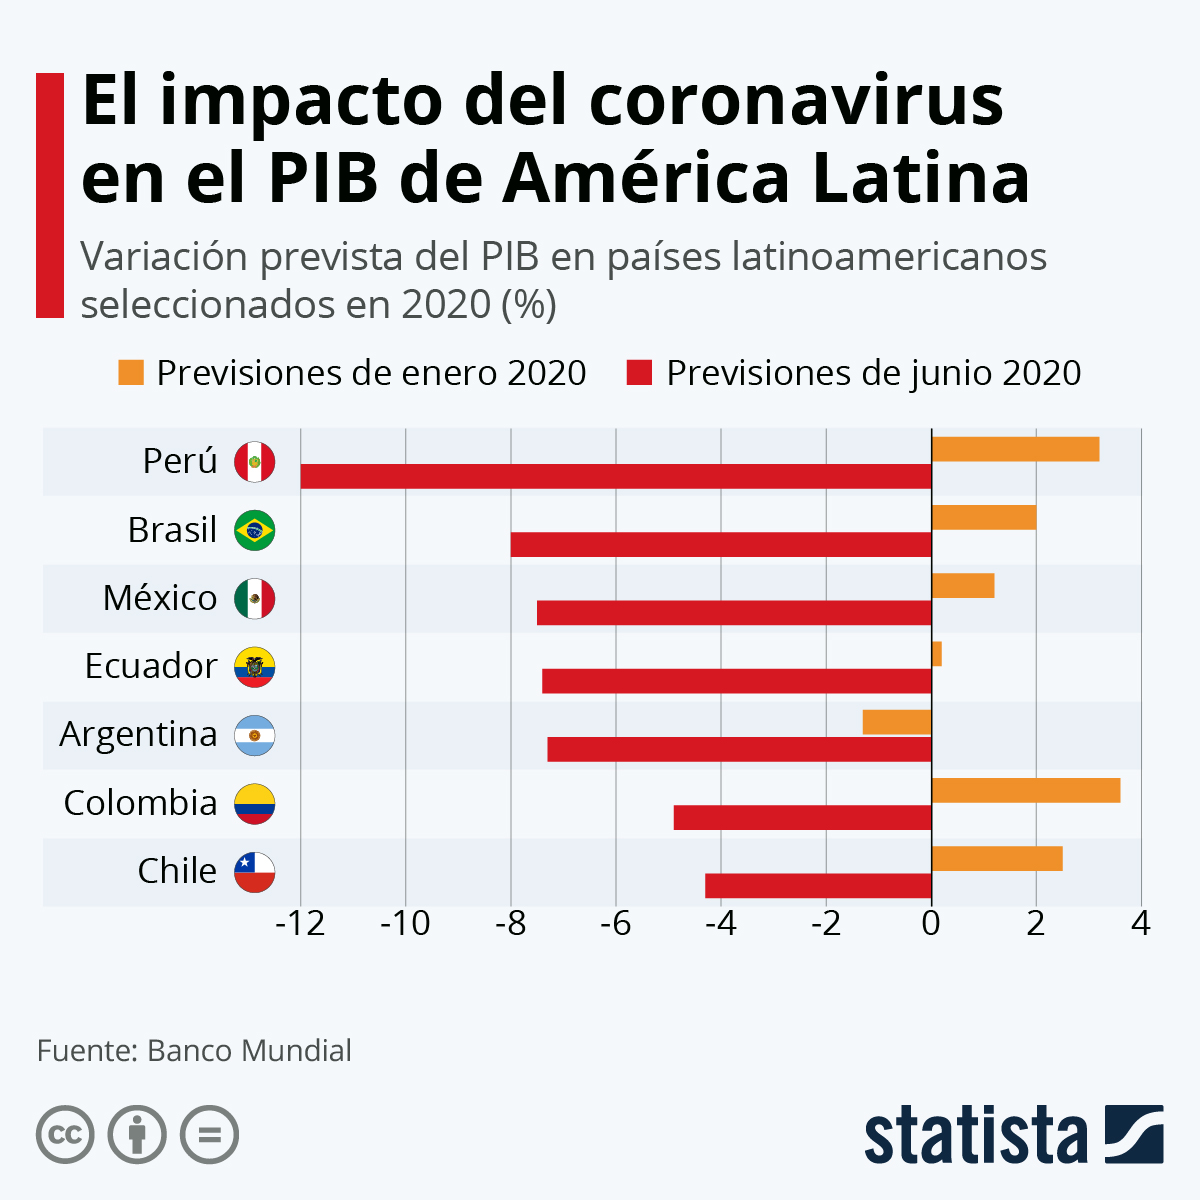 El impacto del coronavirus
en el PIB de América Latina
Variación prevista del PIB en países latinoamericanos
seleccionados en 2020 (%)
Previsiones de enero 2020 Previsiones de junio 2020
Perú
Brasil
México
Ecuador
Argentina
Colombia
Chile
-12 -10 -8 -6 -4 -2 0 2 4
Fuente: Banco Mundial
cc =
statista